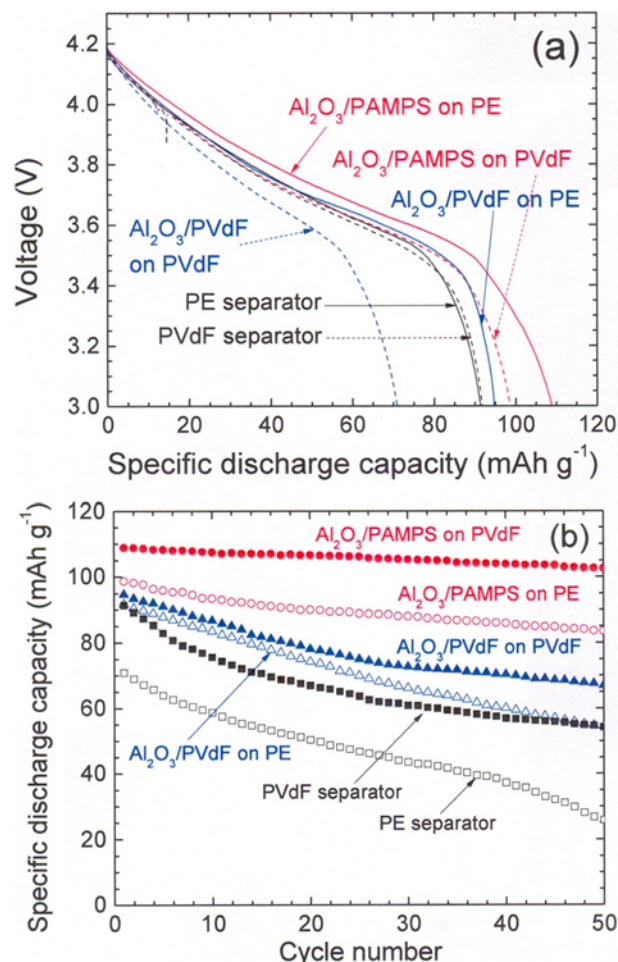 (a)
4.2
4.0
3.8
3.6
3.4
3.2
3.0
Voltage (V)
Al₂O₃/PAMPS on PE
Al₂O₃/PAMPS on PVdF
Al₂O₃/PVdF on PE
Al₂O₃/PVdF
on PVdF
PE separator
PVdF separator
0 20 40 60 80 100 120
Specific discharge capacity (mAh g⁻¹)
(b)
120
100
80
60
40
20
0
Specific discharge capacity (mAh g⁻¹)
Al₂O₃/PAMPS on PVdF
Al₂O₃/PAMPS on PE
Al₂O₃/PVdF on PVdF
Al₂O₃/PVdF on PE
PVdF separator
PE separator
0 10 20 30 40 50
Cycle number